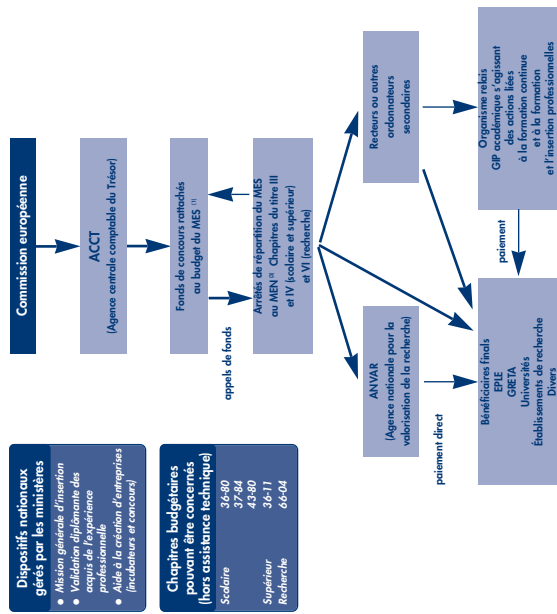 Dispositifs nationaux
gérés par les ministères
● Mission générale d'insertion
● Validation diplômante des
acquis de l'expérience
professionnelle
● Aide à la création d'entreprises
(incubateurs et concours)
Chapitres budgétaires
pouvant être concernés
(hors assistance technique)
Scolaire 36-80
37-84
43-80
Supérieur 36-11
Recherche 66-04
Commission européenne
ACCT
(Agence centrale comptable du Trésor)
Fonds de concours rattachés
au budget du MES (1)
appels de fonds
Arrêtés de répartition du MES
au MEN (2) Chapitres du titre III
et IV (scolaire et supérieur)
et VI (recherche)
ANVAR
(Agence nationale pour la
valorisation de la recherche)
Recteurs ou autres
ordonnateurs
secondaires
paiement direct
Bénéficiaires finals
EPLE
GRETA
Universités
Établissements de recherche
Divers
paiement
Organisme relais
GIP académique s'agissant
des actions liées
à la formation continue
et à la formation
et l'insertion professionnelles